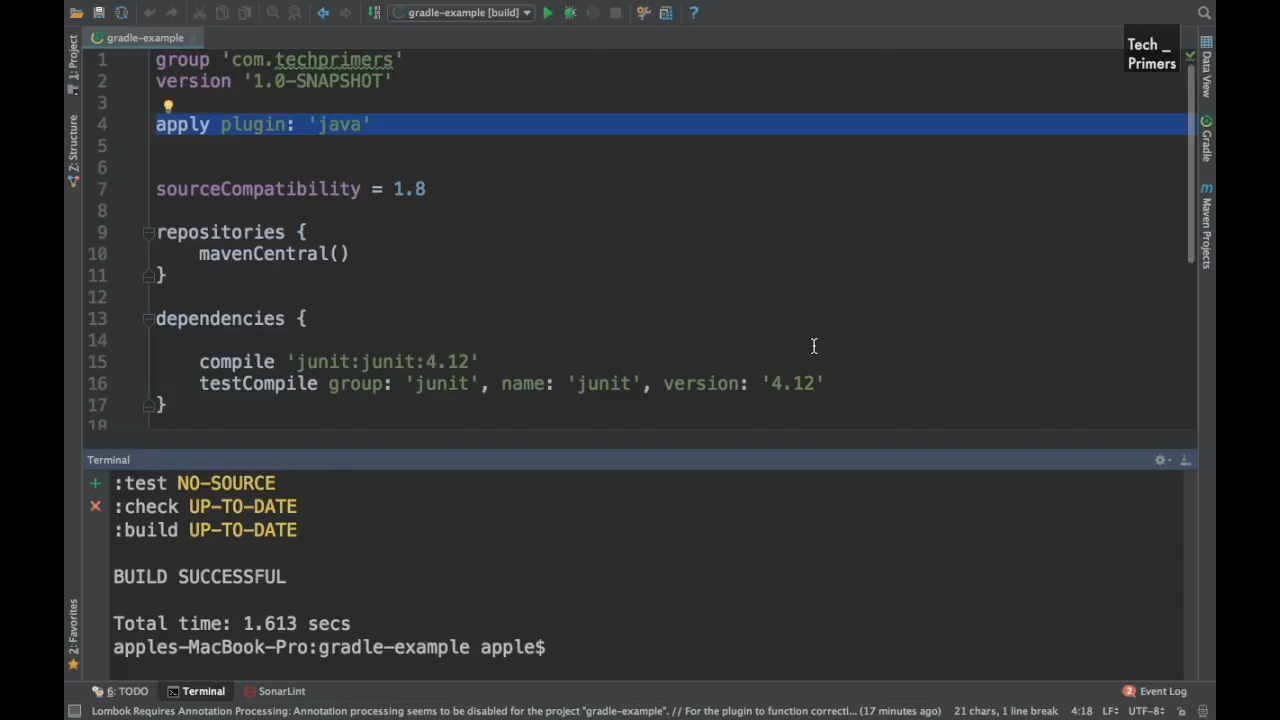 gradle-example [build]
gradle-example
Tech _
Primers
1: Project
Z: Structure
2: Favorites
Data View
Gradle
Maven Projects
1 group 'com.techprimers'
2 version '1.0-SNAPSHOT'
3
4 apply plugin: 'java'
5
6
7 sourceCompatibility = 1.8
8
9 repositories {
10 mavenCentral()
11 }
12
13 dependencies {
14
15 compile 'junit:junit:4.12'
16 testCompile group: 'junit', name: 'junit', version: '4.12'
17 }
18
Terminal
:test NO-SOURCE
:check UP-TO-DATE
:build UP-TO-DATE
BUILD SUCCESSFUL
Total time: 1.613 secs
apples-MacBook-Pro:gradle-example apple$
6: TODO Terminal SonarLint 2 Event Log
Lombok Requires Annotation Processing: Annotation processing seems to be disabled for the project "gradle-example". // For the plugin to function correctl... (17 minutes ago) 21 chars, 1 line break 4:18 LF÷ UTF-8÷